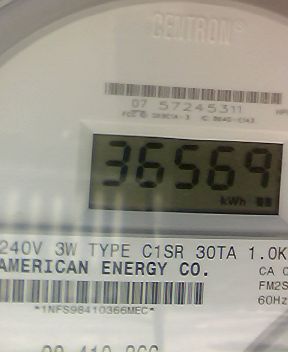 CENTRON®
07 57245311
36569
kWh
240V 3W TYPE C1SR 30TA 1.0K
AMERICAN ENERGY CO.
CA
FM2S
60Hz
*1NFS98410366MEC*